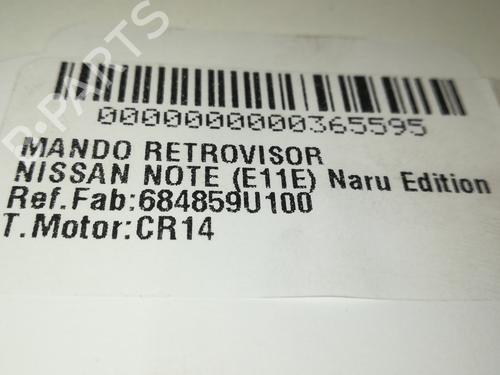 B-PARTS
0000000000365595
MANDO RETROVISOR
NISSAN NOTE (E11E) Naru Edition
Ref.Fab:684859U100
T.Motor:CR14